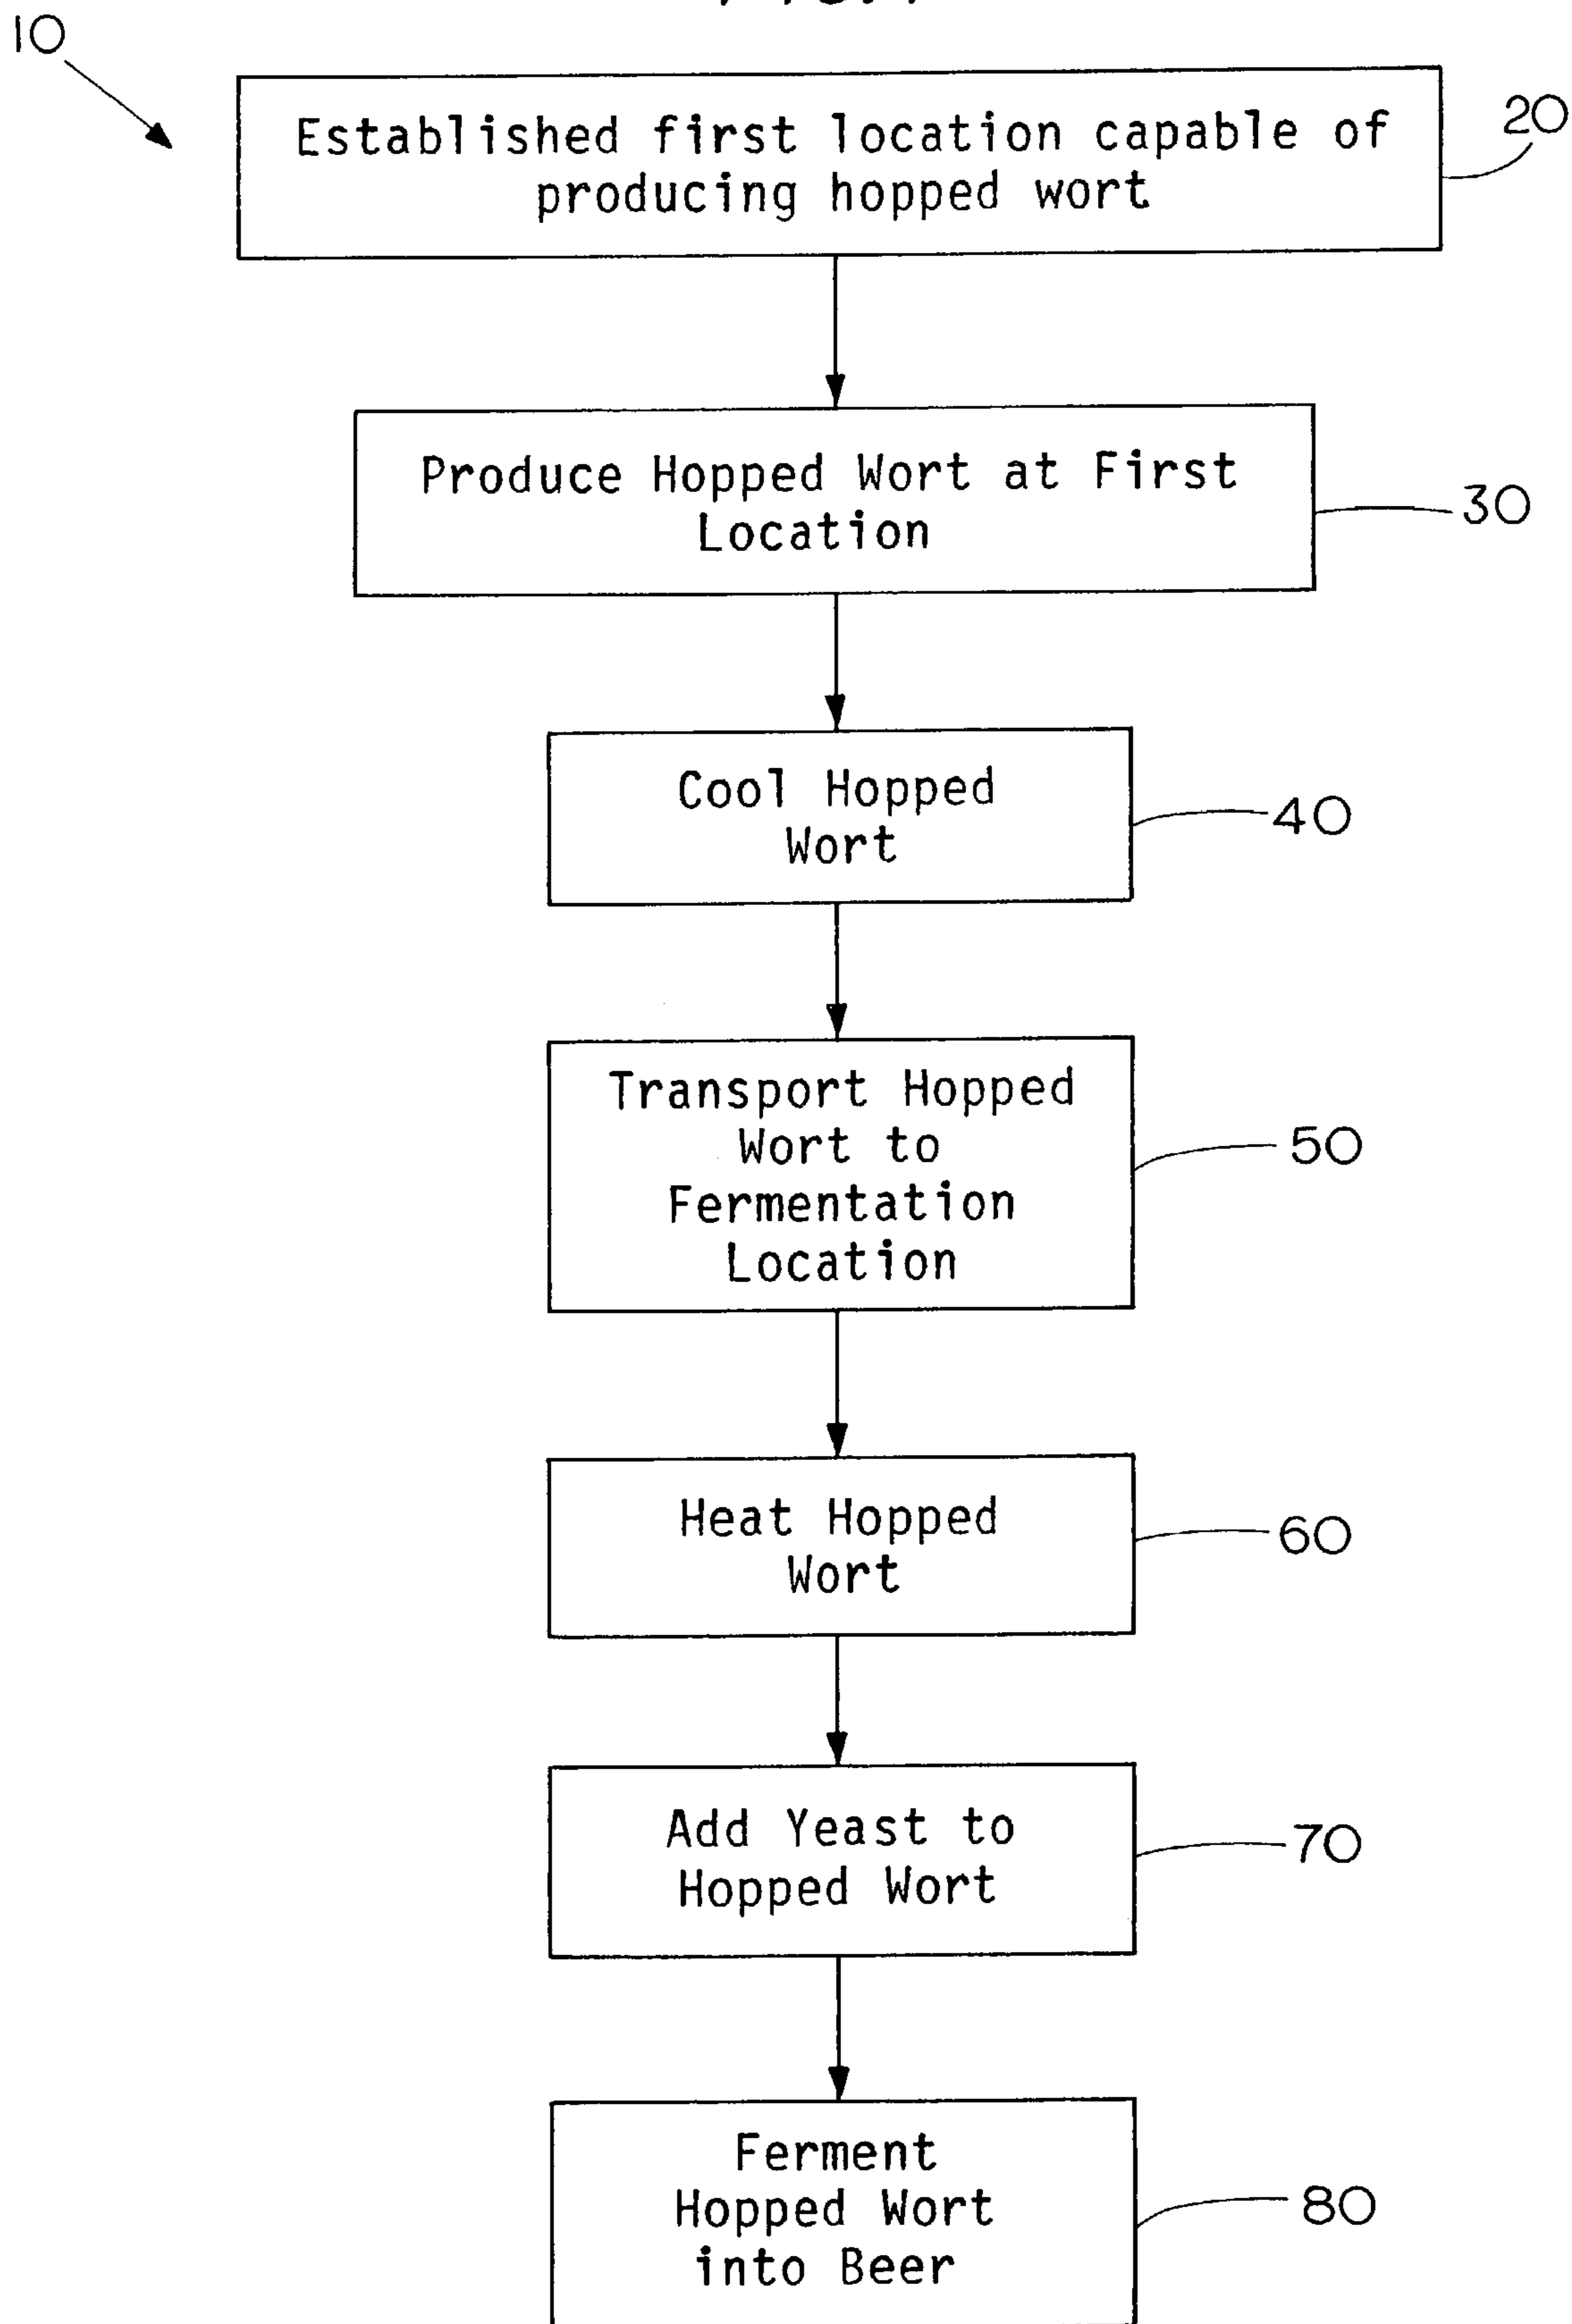 10
Established first location capable of
producing hopped wort
20
Produce Hopped Wort at First
Location
30
Cool Hopped
Wort
40
Transport Hopped
Wort to
Fermentation
Location
50
Heat Hopped
Wort
60
Add Yeast to
Hopped Wort
70
Ferment
Hopped Wort
into Beer
80